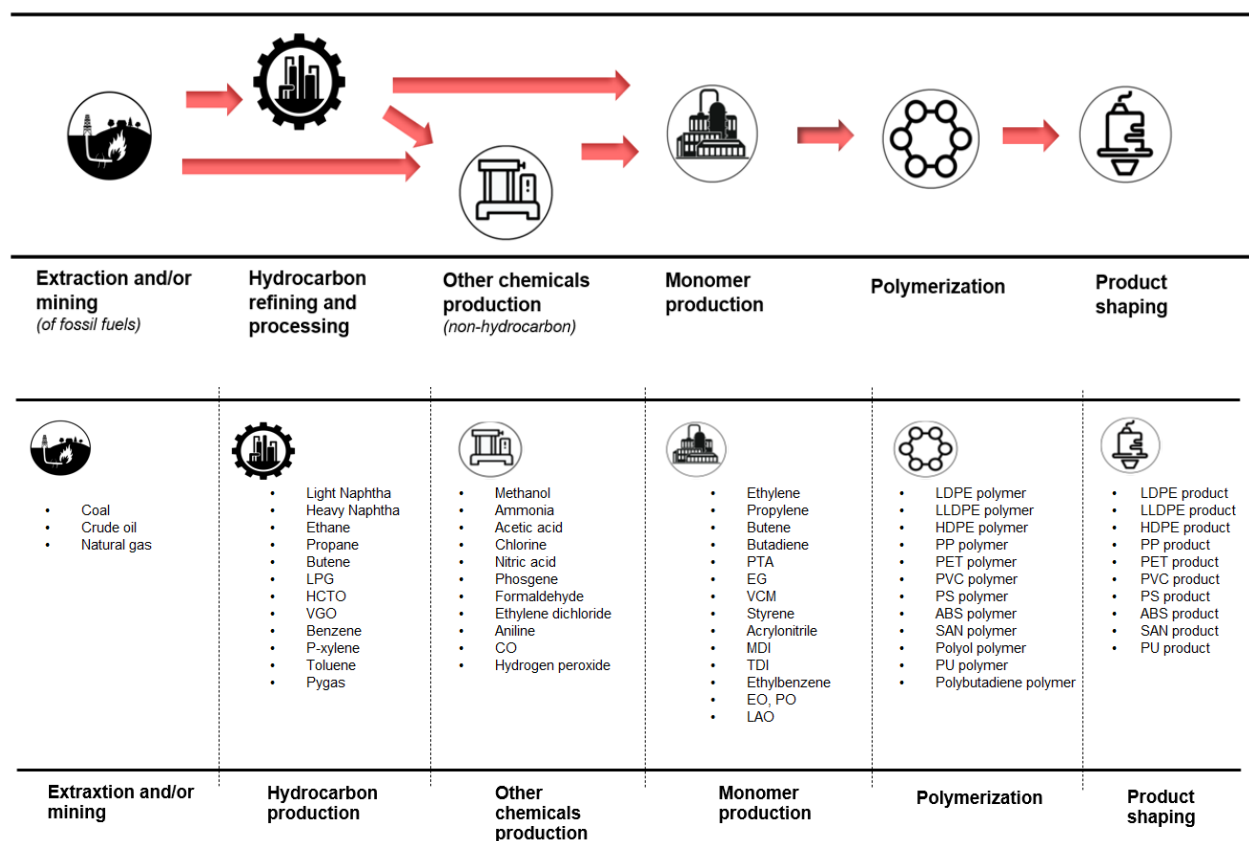 Extraction and/or
mining
(of fossil fuels)
Hydrocarbon
refining and
processing
Other chemicals
production
(non-hydrocarbon)
Monomer
production
Polymerization
Product
shaping
• Coal
• Crude oil
• Natural gas
• Light Naphtha
• Heavy Naphtha
• Ethane
• Propane
• Butene
• LPG
• HCTO
• VGO
• Benzene
• P-xylene
• Toluene
• Pygas
• Methanol
• Ammonia
• Acetic acid
• Chlorine
• Nitric acid
• Phosgene
• Formaldehyde
• Ethylene dichloride
• Aniline
• CO
• Hydrogen peroxide
• Ethylene
• Propylene
• Butene
• Butadiene
• PTA
• EG
• VCM
• Styrene
• Acrylonitrile
• MDI
• TDI
• Ethylbenzene
• EO, PO
• LAO
• LDPE polymer
• LLDPE polymer
• HDPE polymer
• PP polymer
• PET polymer
• PVC polymer
• PS polymer
• ABS polymer
• SAN polymer
• Polyol polymer
• PU polymer
• Polybutadiene polymer
• LDPE product
• LLDPE product
• HDPE product
• PP product
• PET product
• PVC product
• PS product
• ABS product
• SAN product
• PU product
Extraxtion and/or
mining
Hydrocarbon
production
Other
chemicals
production
Monomer
production
Polymerization
Product
shaping